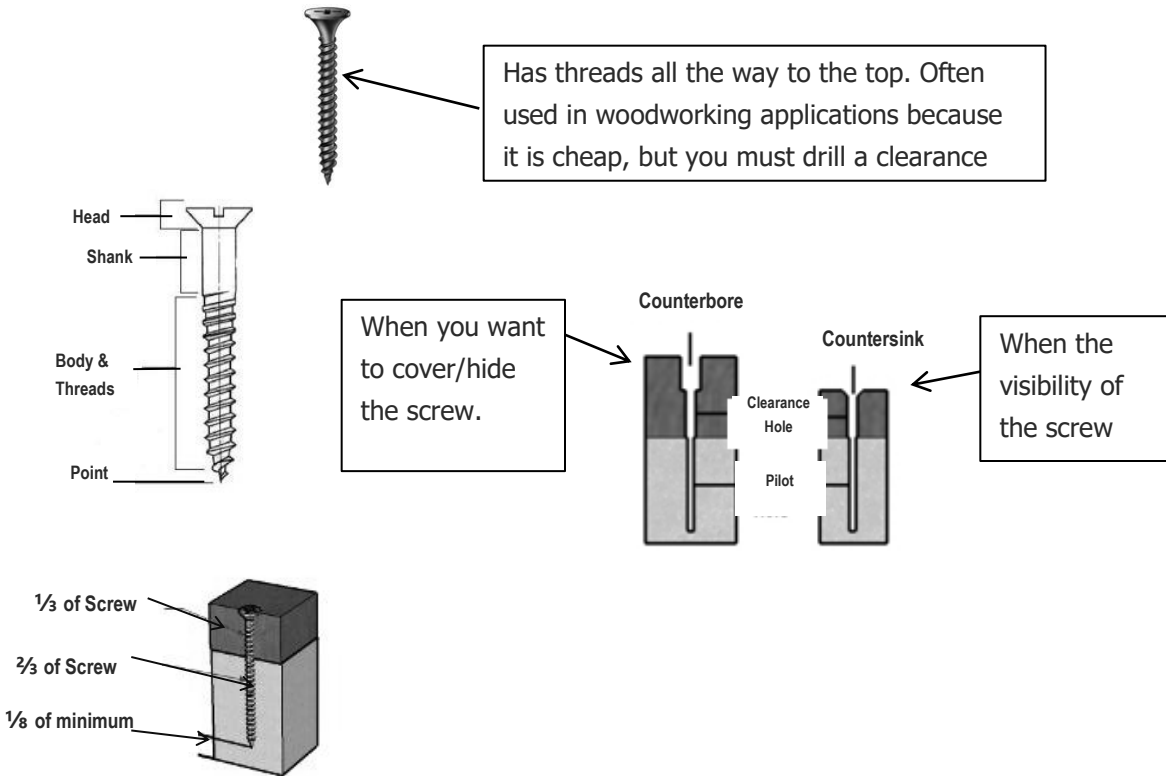 Has threads all the way to the top. Often
used in woodworking applications because
it is cheap, but you must drill a clearance
Head
Shank
Body &
Threads
Point
When you want
to cover/hide
the screw.
Counterbore
Countersink
Clearance
Hole
Pilot
When the
visibility of
the screw
⅓ of Screw
⅔ of Screw
⅛ of minimum